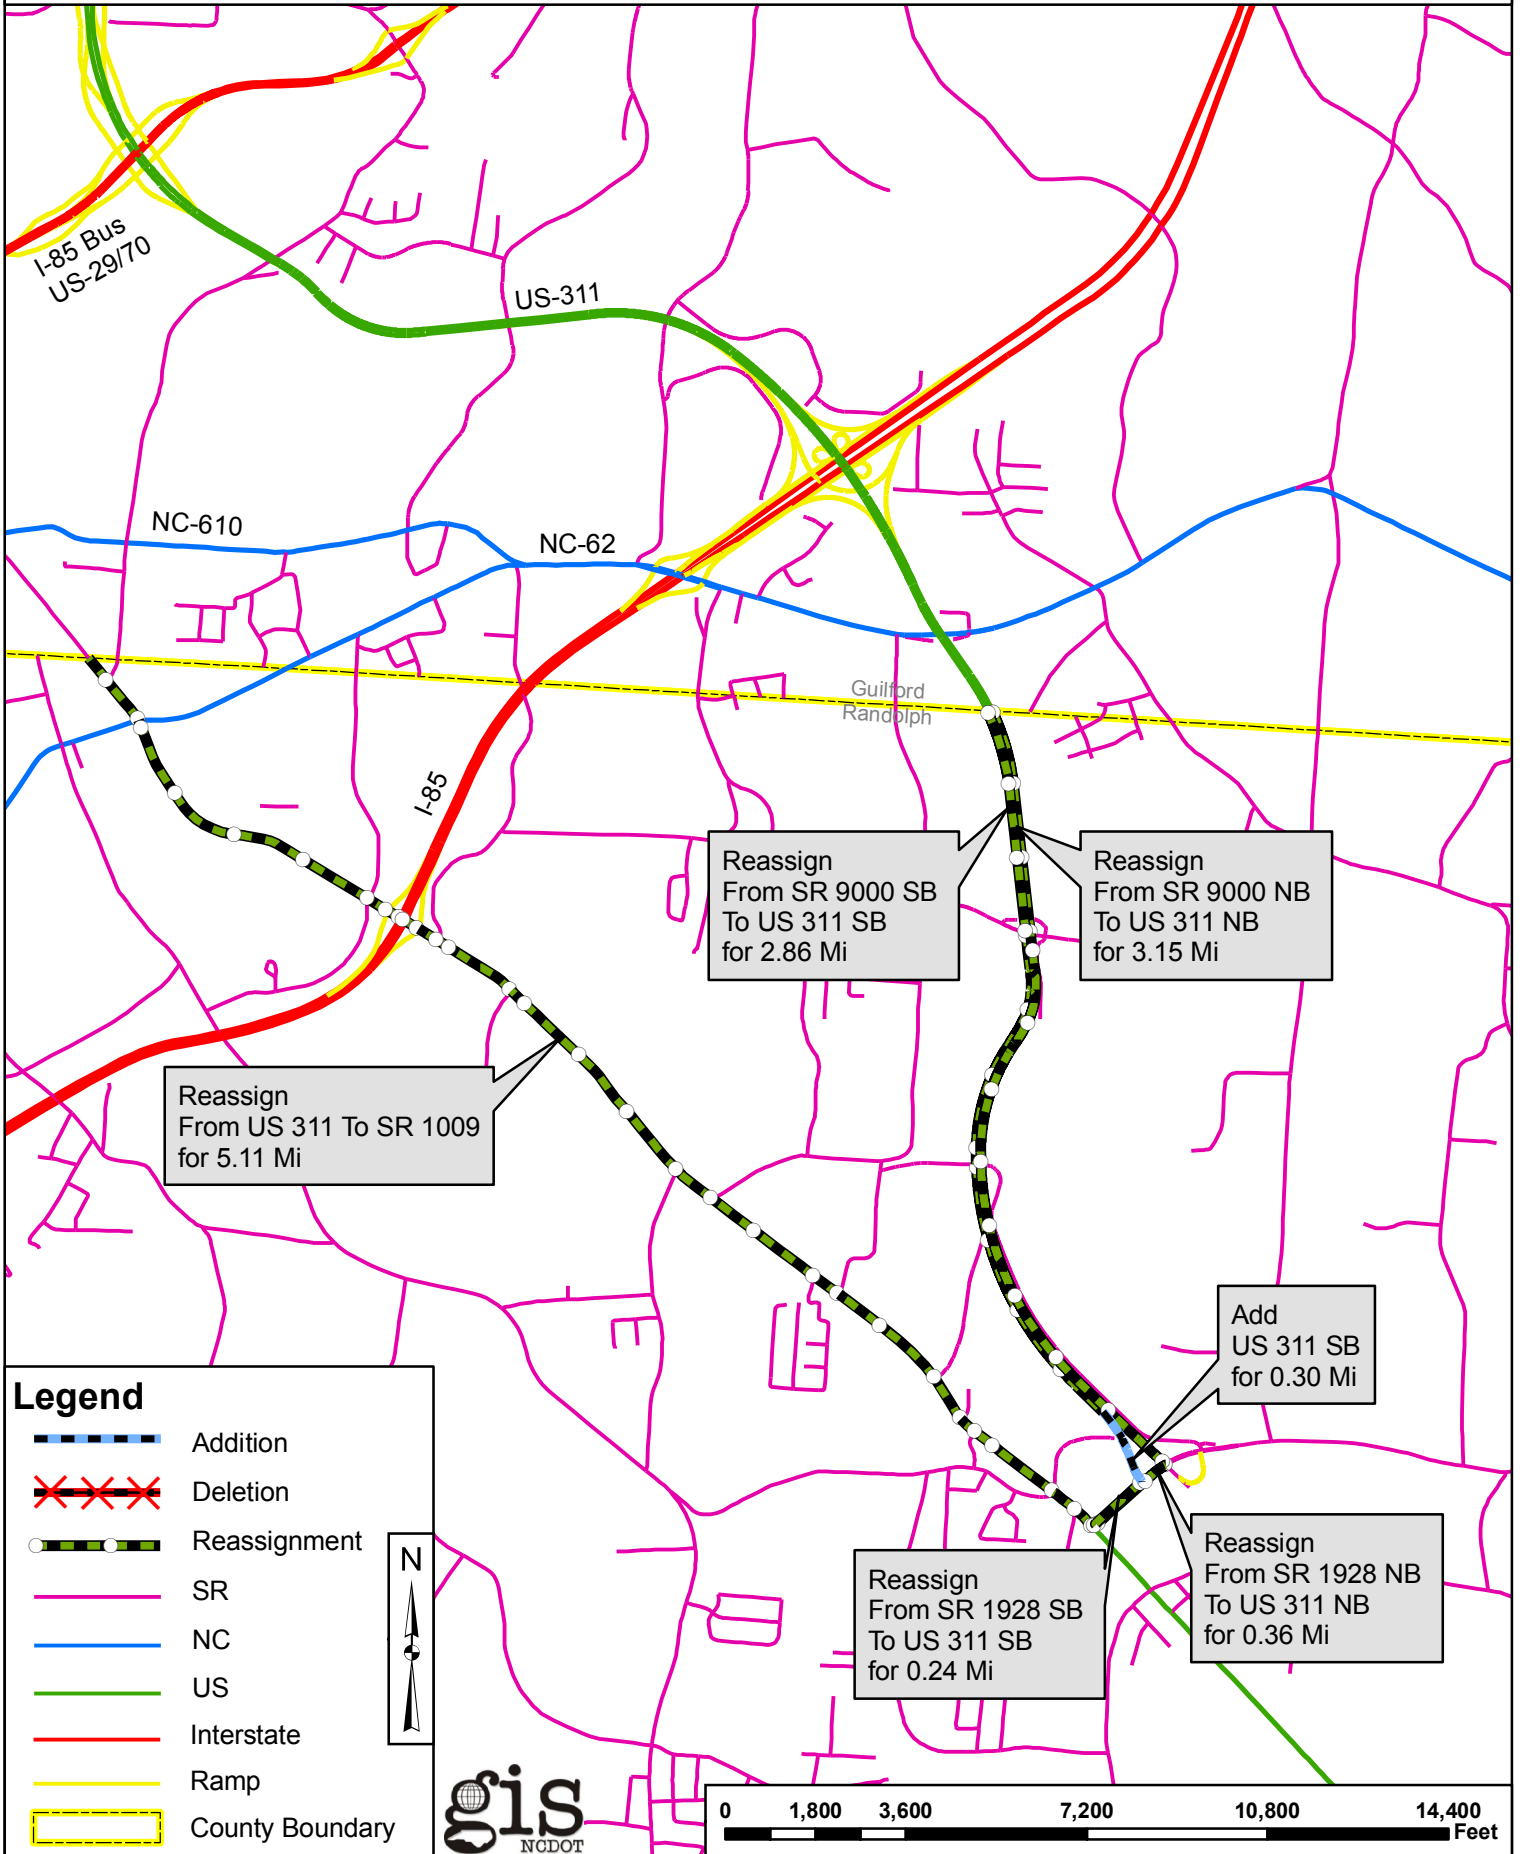 I-85 Bus
US-29/70
US-311
NC-610
NC-62
Guilford
Randolph
I-85
Reassign
From SR 9000 SB
To US 311 SB
for 2.86 Mi
Reassign
From SR 9000 NB
To US 311 NB
for 3.15 Mi
Reassign
From US 311 To SR 1009
for 5.11 Mi
Add
US 311 SB
for 0.30 Mi
Reassign
From SR 1928 SB
To US 311 SB
for 0.24 Mi
Reassign
From SR 1928 NB
To US 311 NB
for 0.36 Mi
Legend
Addition
Deletion
Reassignment
SR
NC
US
Interstate
Ramp
County Boundary
N
gis
NCDOT
0 1,800 3,600 7,200 10,800 14,400
Feet